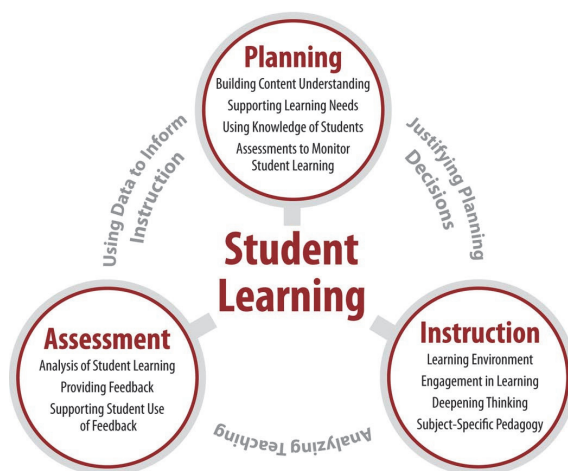 Planning
Building Content Understanding
Supporting Learning Needs
Using Knowledge of Students
Assessments to Monitor
Student Learning
Using Data to Inform
Instruction
Justifying Planning
Decisions
Student
Learning
Assessment
Analysis of Student Learning
Providing Feedback
Supporting Student Use
of Feedback
Instruction
Learning Environment
Engagement in Learning
Deepening Thinking
Subject-Specific Pedagogy
Analyzing Teaching